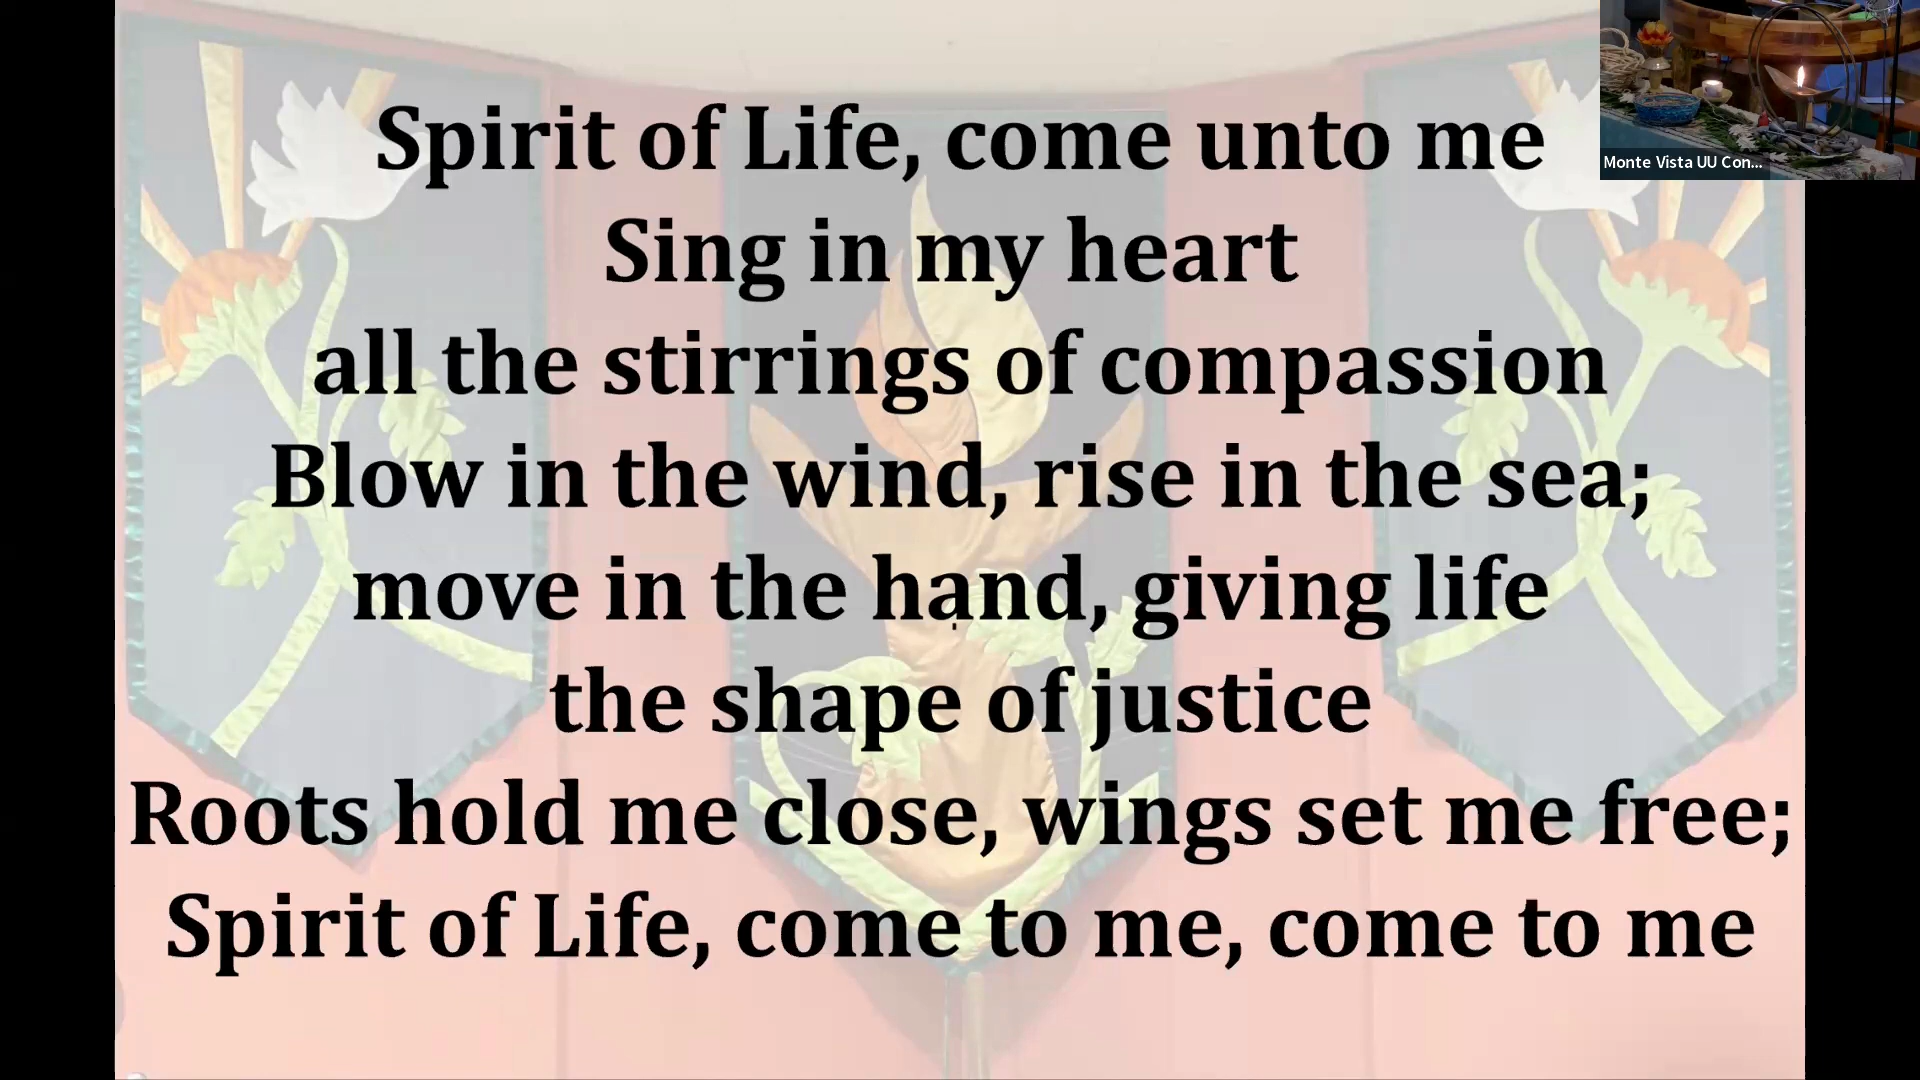 Spirit of Life, come unto me
Sing in my heart
all the stirrings of compassion
Blow in the wind, rise in the sea;
move in the hand, giving life
the shape of justice
Roots hold me close, wings set me free;
Spirit of Life, come to me, come to me
Monte Vista UU Con...